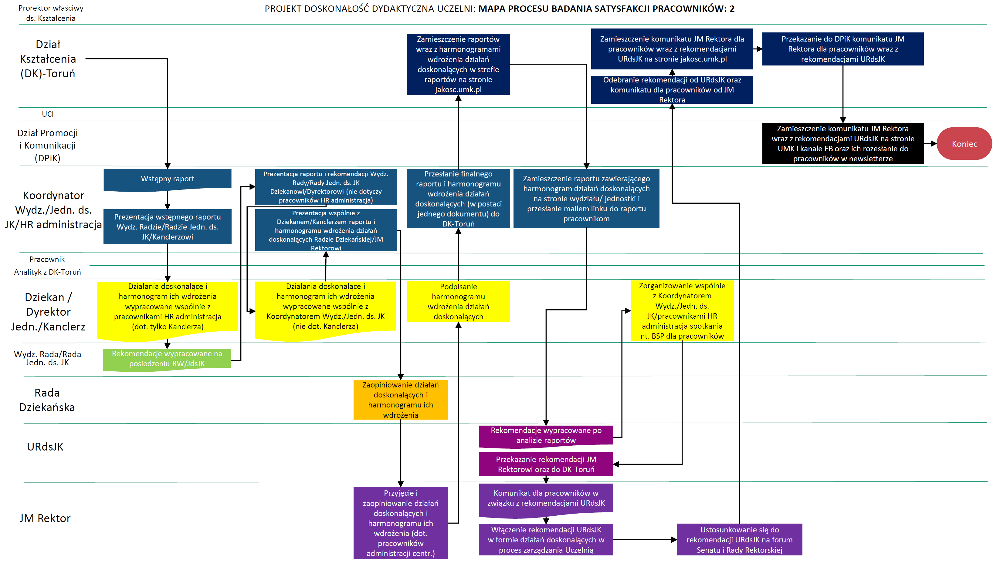 Prorektor właściwy
ds. Kształcenia
PROJEKT DOSKONAŁOŚĆ DYDAKTYCZNA UCZELNI: MAPA PROCESU BADANIA SATYSFAKCJI PRACOWNIKÓW: 2
Dział
Kształcenia
(DK)-Toruń
Zamieszczenie raportów
wraz z harmonogramami
wdrożenia działań
doskonalących w strefie
raportów na stronie
jakosc.umk.pl
Zamieszczenie komunikatu JM Rektora dla
pracowników wraz z rekomendacjami
URdsJK na stronie jakosc.umk.pl
Przekazanie do DPiK komunikatu JM
Rektora dla pracowników wraz z
rekomendacjami URdsJK
Odebranie rekomendacji od URdsJK oraz
komunikatu dla pracowników od JM
Rektora
UCI
Dział Promocji
i Komunikacji
(DPiK)
Zamieszczenie komunikatu JM Rektora
wraz z rekomendacjami URdsJK na stronie
UMK i kanale FB oraz ich rozesłanie do
pracowników w newsletterze
Koniec
Koordynator
Wydz./Jedn. ds.
JK/HR administracja
Wstępny raport
Prezentacja wstępnego raportu
Wydz. Radzie/Radzie Jedn. ds.
JK/Kanclerzowi
Prezentacja raportu i rekomendacji Wydz.
Rady/Rady Jedn. ds. JK
Dziekanowi/Dyrektorowi (nie dotyczy
pracowników HR administracja)
Prezentacja wspólnie z
Dziekanem/Kanclerzem raportu i
harmonogramu wdrożenia działań
doskonalących Radzie Dziekańskiej/JM
Rektorowi
Przesłanie finalnego
raportu i harmonogramu
wdrożenia działań
doskonalących (w postaci
jednego dokumentu) do
DK-Toruń
Zamieszczenie raportu zawierającego
harmonogram działań doskonalących
na stronie wydziału/ jednostki i
przesłanie mailem linku do raportu
pracownikom
Pracownik
Analityk z DK-Toruń
Dziekan /
Dyrektor
Jedn./Kanclerz
Działania doskonalące i
harmonogram ich wdrożenia
wypracowane wspólnie z
pracownikami HR administracja
(dot. tylko Kanclerza)
Działania doskonalące i
harmonogram ich wdrożenia
wypracowane wspólnie z
Koordynatorem Wydz./Jedn. ds. JK
(nie dot. Kanclerza)
Podpisanie
harmonogramu
wdrożenia działań
doskonalących
Zorganizowanie wspólnie
z Koordynatorem
Wydz./Jedn. ds.
JK/pracownikami HR
administracja spotkania
nt. BSP dla pracowników
Wydz. Rada/Rada
Jedn. ds. JK
Rekomendacje wypracowane na
posiedzeniu RW/JdsJK
Rada
Dziekańska
Zaopiniowanie działań
doskonalących i
harmonogramu ich
wdrożenia
URdsJK
Rekomendacje wypracowane po
analizie raportów
Przekazanie rekomendacji JM
Rektorowi oraz do DK-Toruń
JM Rektor
Przyjęcie i
zaopiniowanie działań
doskonalących i
harmonogramu ich
wdrożenia (dot.
pracowników
administracji centr.)
Komunikat dla pracowników w
związku z rekomendacjami URdsJK
Włączenie rekomendacji URdsJK
w formie działań doskonalących w
proces zarządzania Uczelnią
Ustosunkowanie się do
rekomendacji URdsJK na forum
Senatu i Rady Rektorskiej